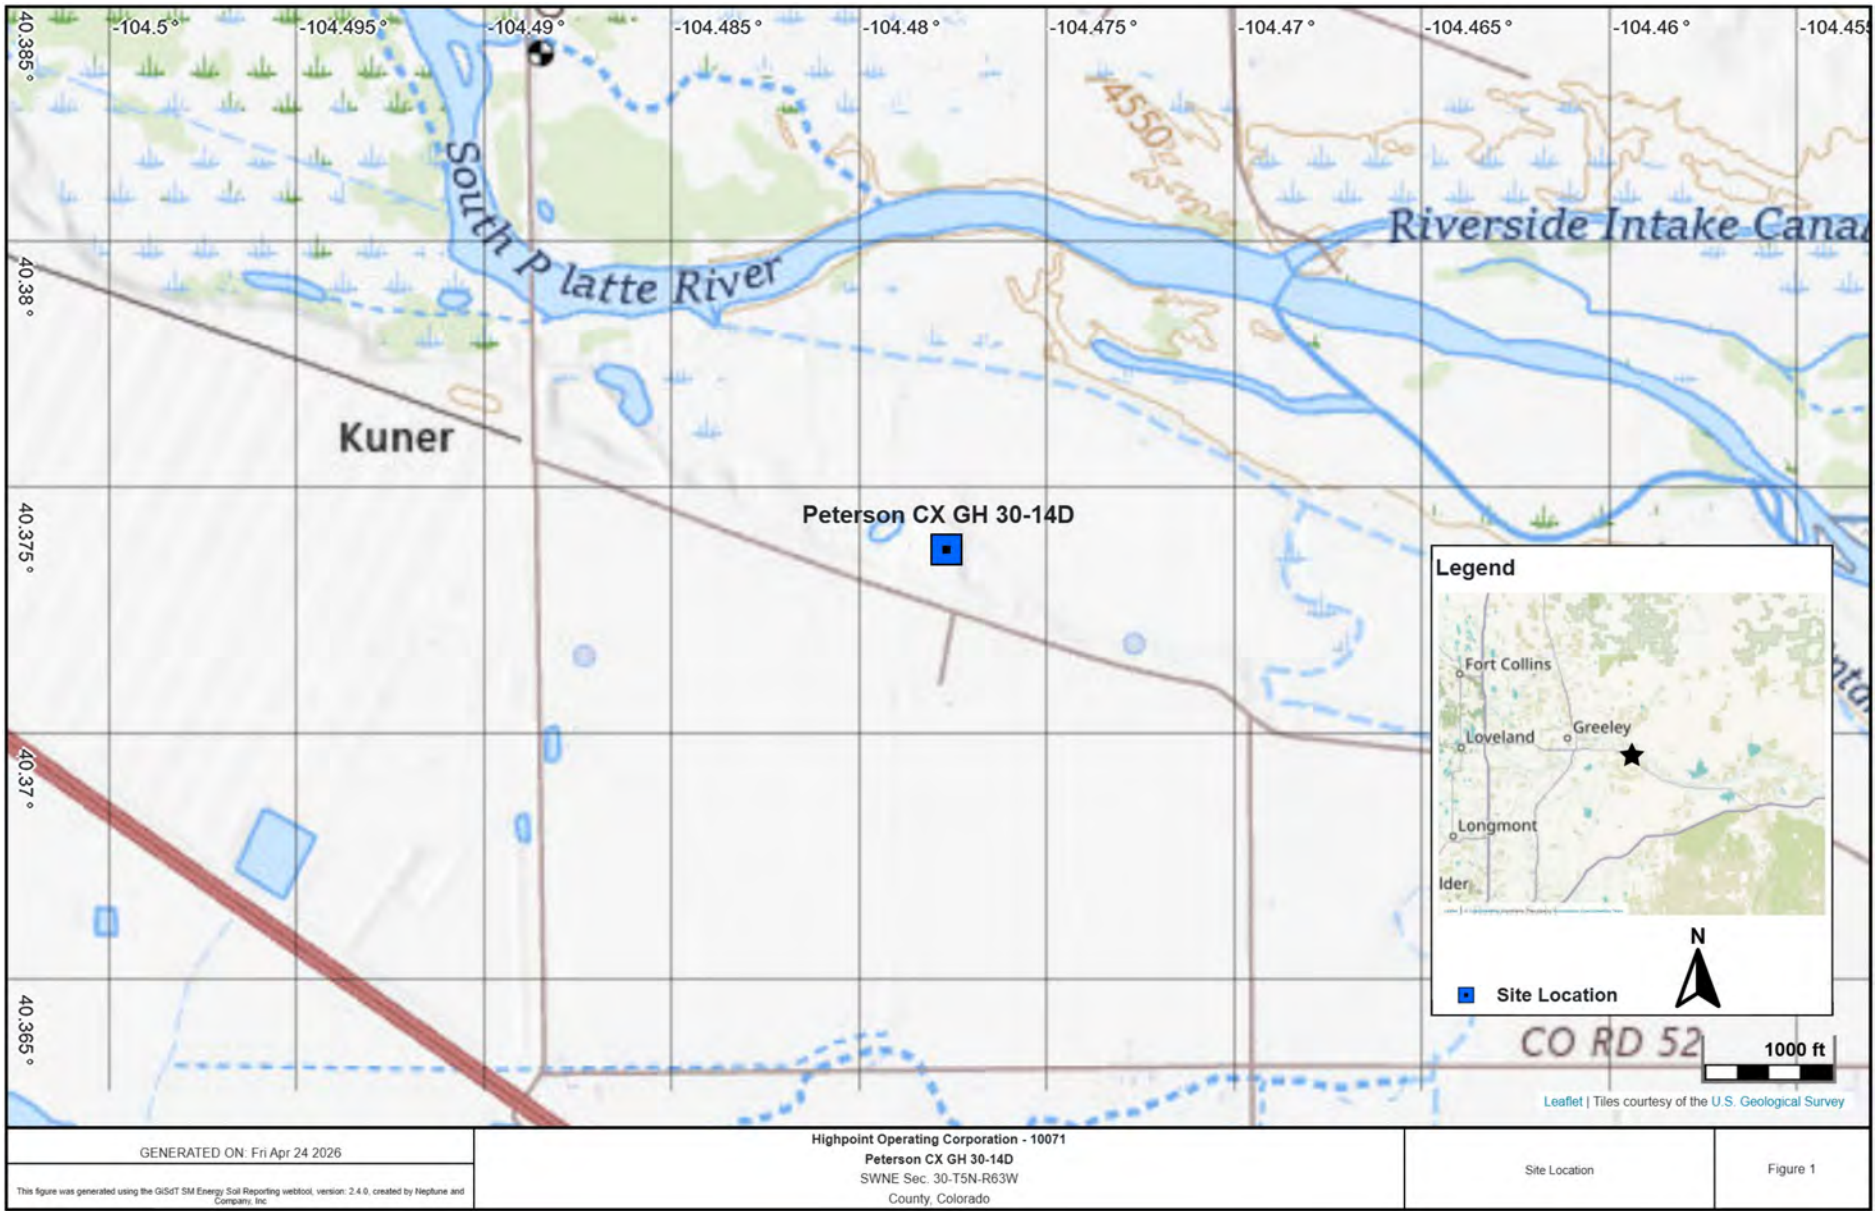 -104.5 °
-104.495 °
-104.49 °
-104.485 °
-104.48 °
-104.475 °
-104.47 °
-104.465 °
-104.46 °
-104.455
40.385 °
40.38 °
40.375 °
40.37 °
40.365 °
4550
South Platte River
Riverside Intake Canal
Kuner
Peterson CX GH 30-14D
Legend
Fort Collins
Greeley
Loveland
Longmont
lder
N
Site Location
CO RD 52
1000 ft
Leaflet | Tiles courtesy of the U.S. Geological Survey
GENERATED ON: Fri Apr 24 2026
This figure was generated using the GiSdT SM Energy Soil Reporting webtool, version: 2.4.0, created by Neptune and
Company, Inc
Highpoint Operating Corporation - 10071
Peterson CX GH 30-14D
SWNE Sec. 30-T5N-R63W
County, Colorado
Site Location
Figure 1